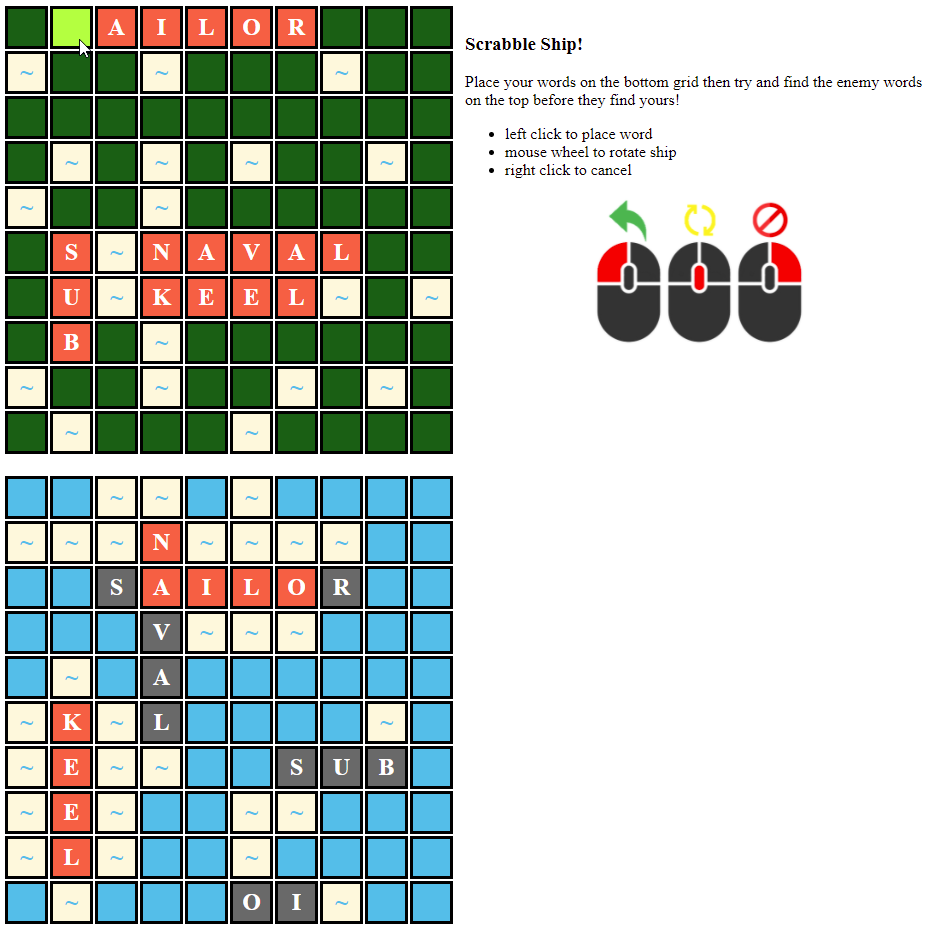 A I L O R
~ ~ ~
~ ~ ~ ~
~ ~
S ~ N A V A L
U ~ K E E L ~ ~
B ~
~ ~ ~ ~
~ ~
Scrabble Ship!
Place your words on the bottom grid then try and find the enemy words
on the top before they find yours!
left click to place word
mouse wheel to rotate ship
right click to cancel
~ ~ ~
~ ~ ~ N ~ ~ ~ ~
S A I L O R
V ~ ~ ~
~ A
~ K ~ L ~
~ E ~ ~ S U B
~ E ~ ~ ~
~ L ~ ~
~ O I ~